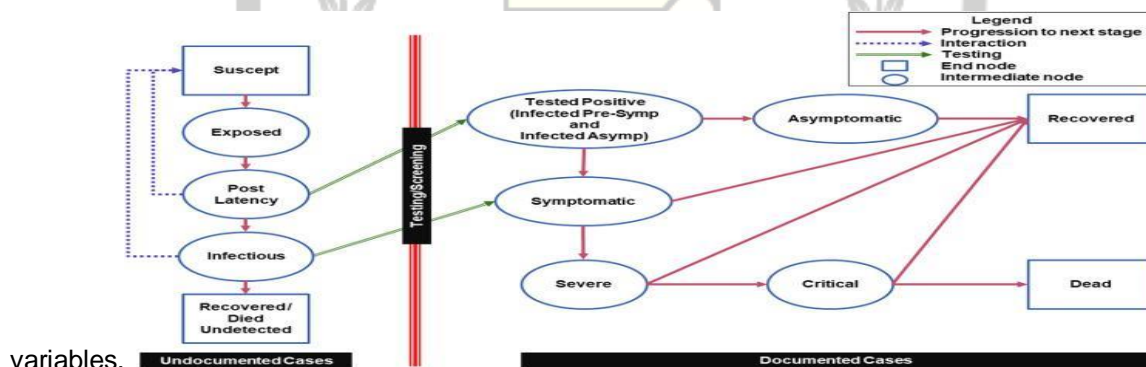 Legend
Progression to next stage
Interaction
Testing
End node
Intermediate node
Suscept
Exposed
Post
Latency
Infectious
Recovered/
Died
Undetected
Testing/Screening
Tested Positive
(Infected Pre-Symp
and
Infected Asymp)
Asymptomatic
Recovered
Symptomatic
Severe
Critical
Dead
variables.
Undocumented Cases
Documented Cases